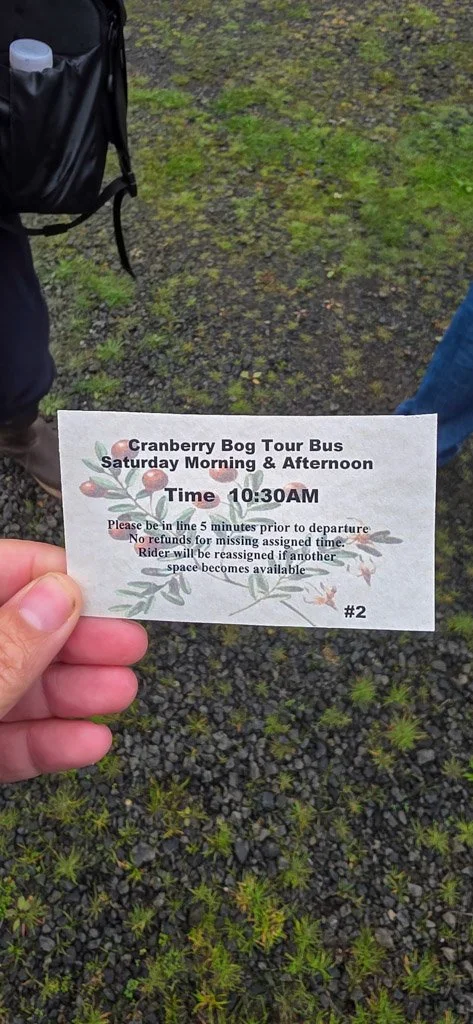 Cranberry Bog Tour Bus
Saturday Morning & Afternoon
Time 10:30AM
Please be in line 5 minutes prior to departure
No refunds for missing assigned time.
Rider will be reassigned if another
space becomes available
#2